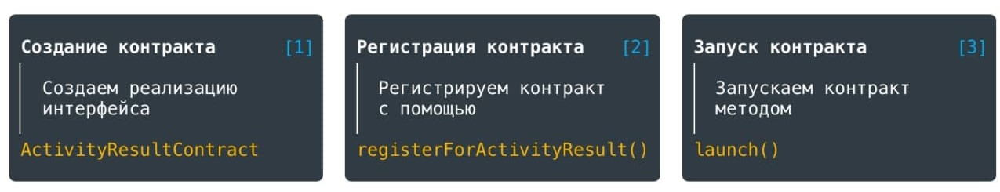 Создание контракта [1]
Создаем реализацию
интерфейса
ActivityResultContract
Регистрация контракта [2]
Регистрируем контракт
с помощью
registerForActivityResult()
Запуск контракта [3]
Запускаем контракт
методом
launch()